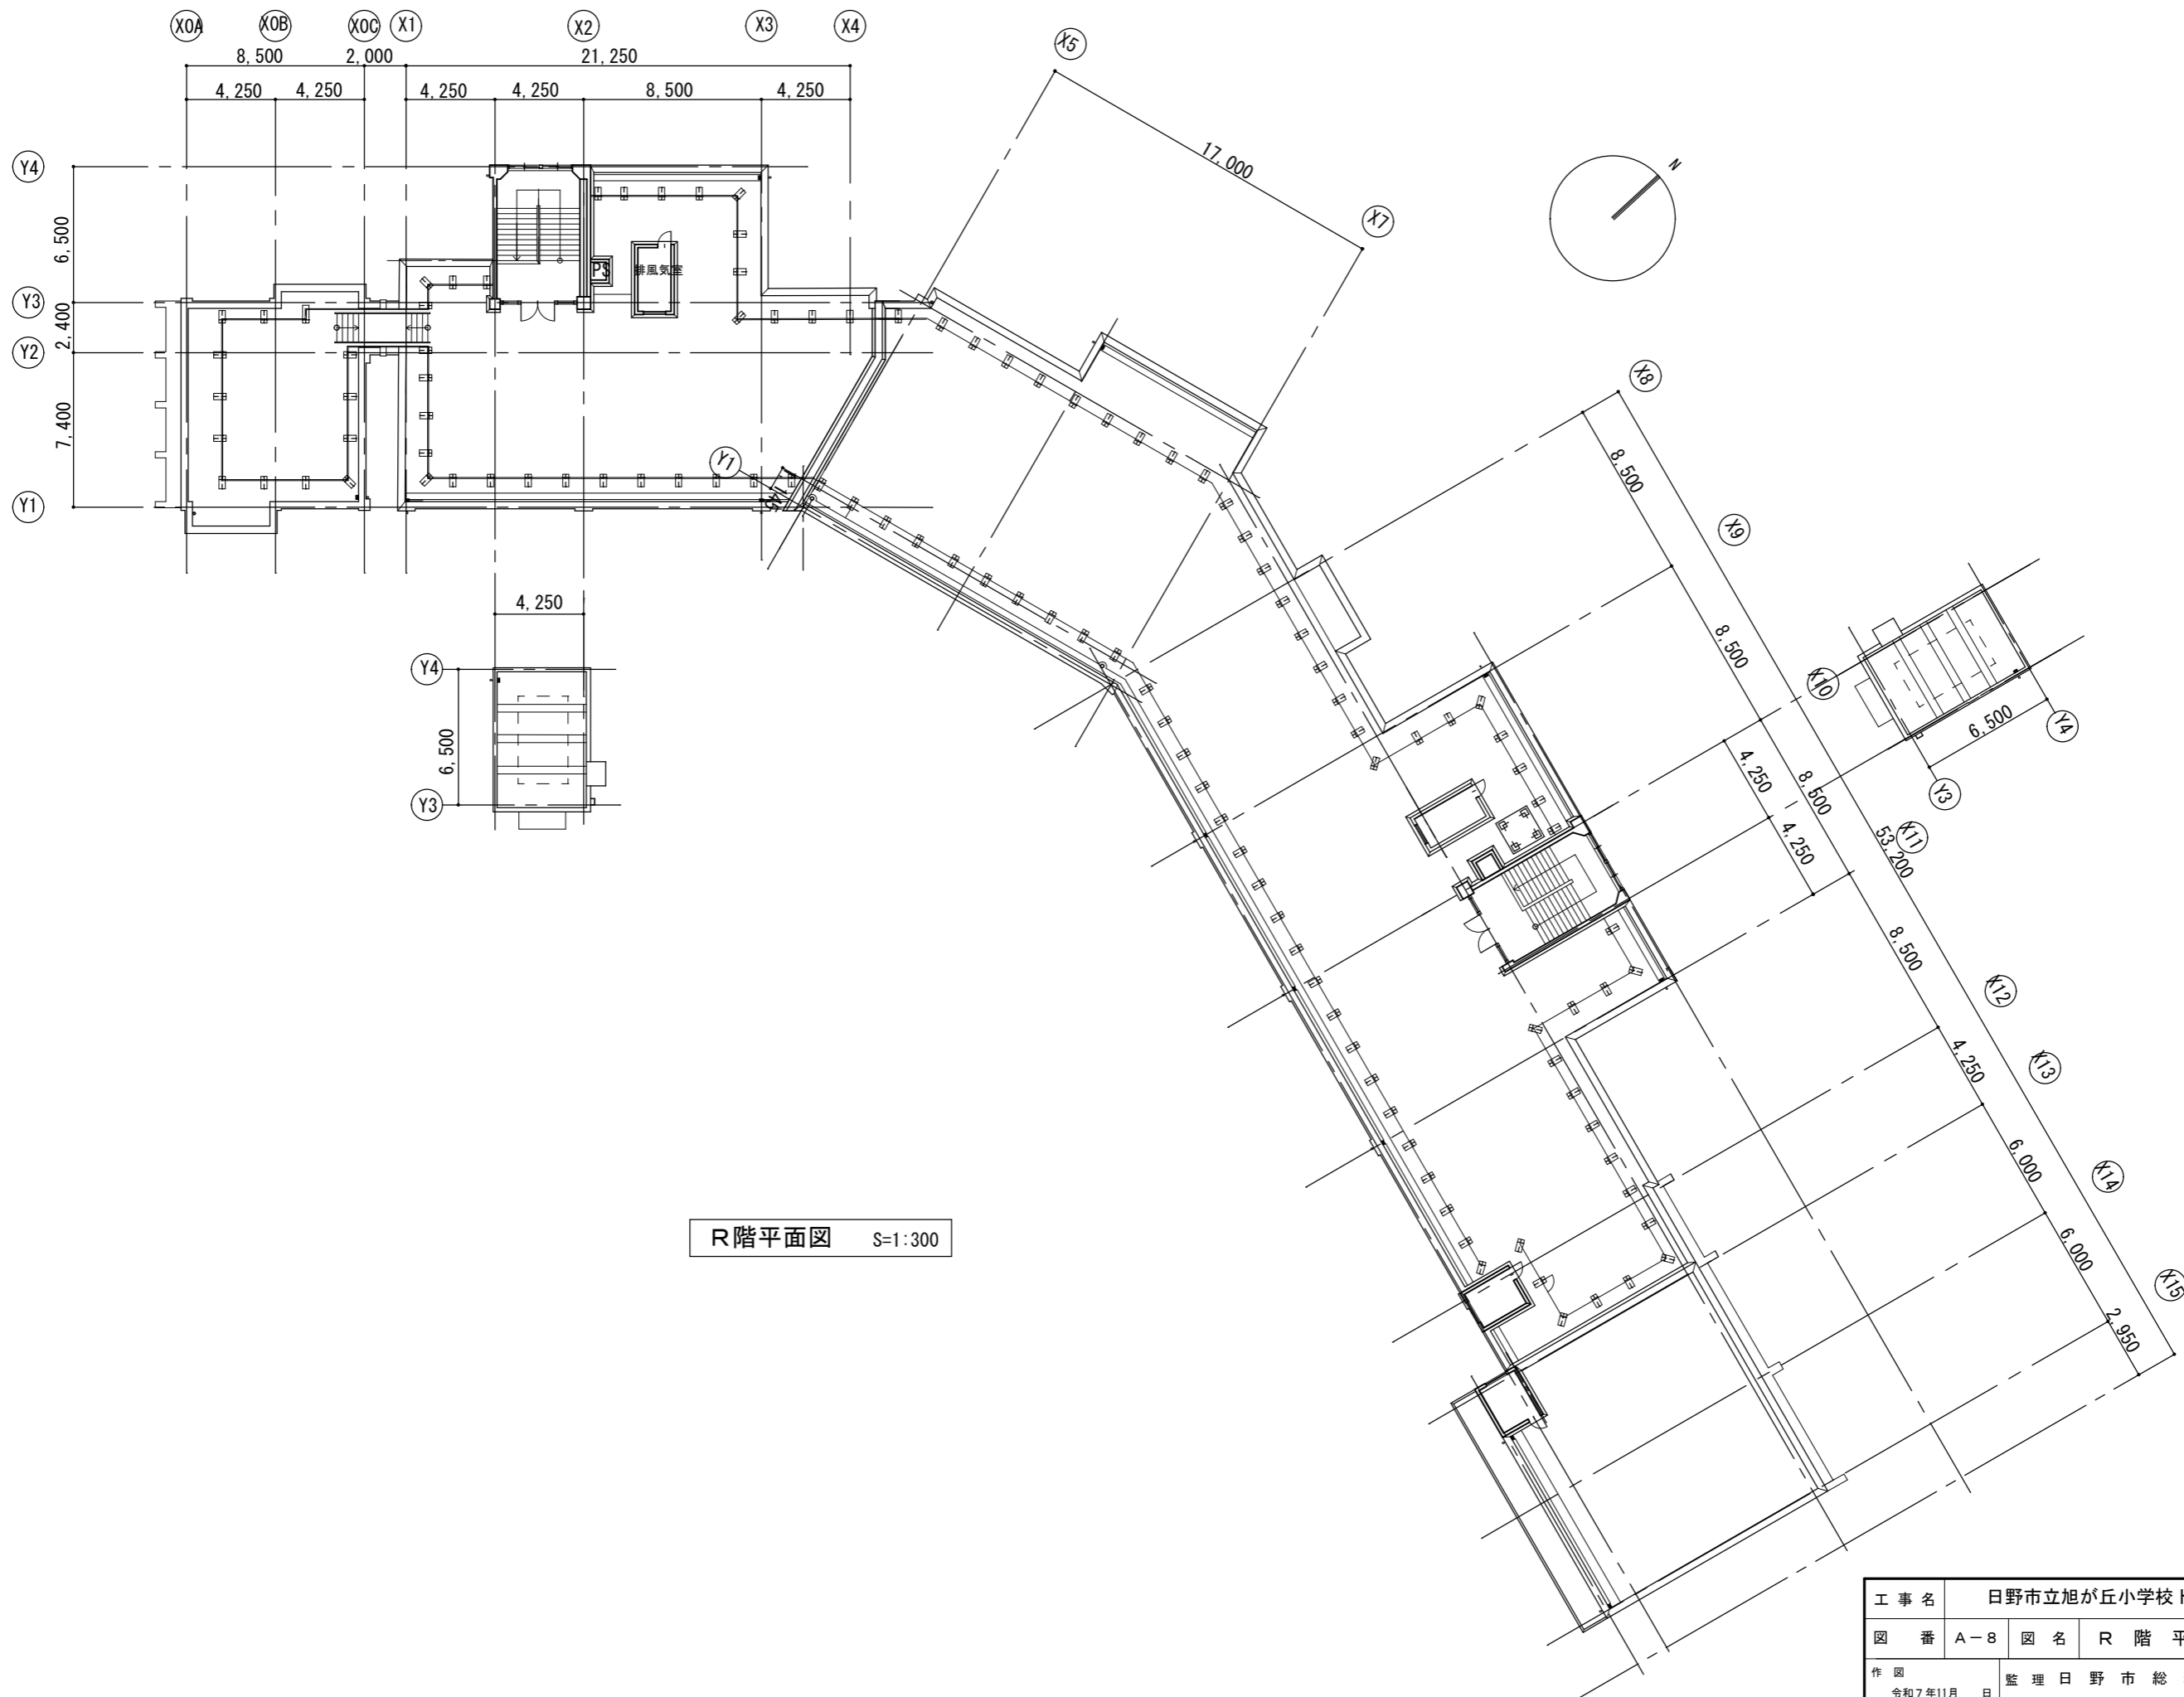 X0A X0B X0C X1 X2 X3 X4
8,500 2,000 21,250
4,250 4,250 4,250 4,250 8,500 4,250
X5
17,000
X7
N
Y4
6,500
Y3
2,400
Y2
7,400
Y1
PS
排風気室
Y1
X8
8,500
X9
8,500
X10
4,250
8,500
4,250
53,200
X11
6,500
Y4
Y3
8,500
X12
4,250
X13
6,000
X14
6,000
X15
2,950
4,250
Y4
6,500
Y3
R階平面図 S=1:300
工事名 日野市立旭が丘小学校
図番 A-8 図名 R階平
作図 監理 日野市総
令和7年11月 日